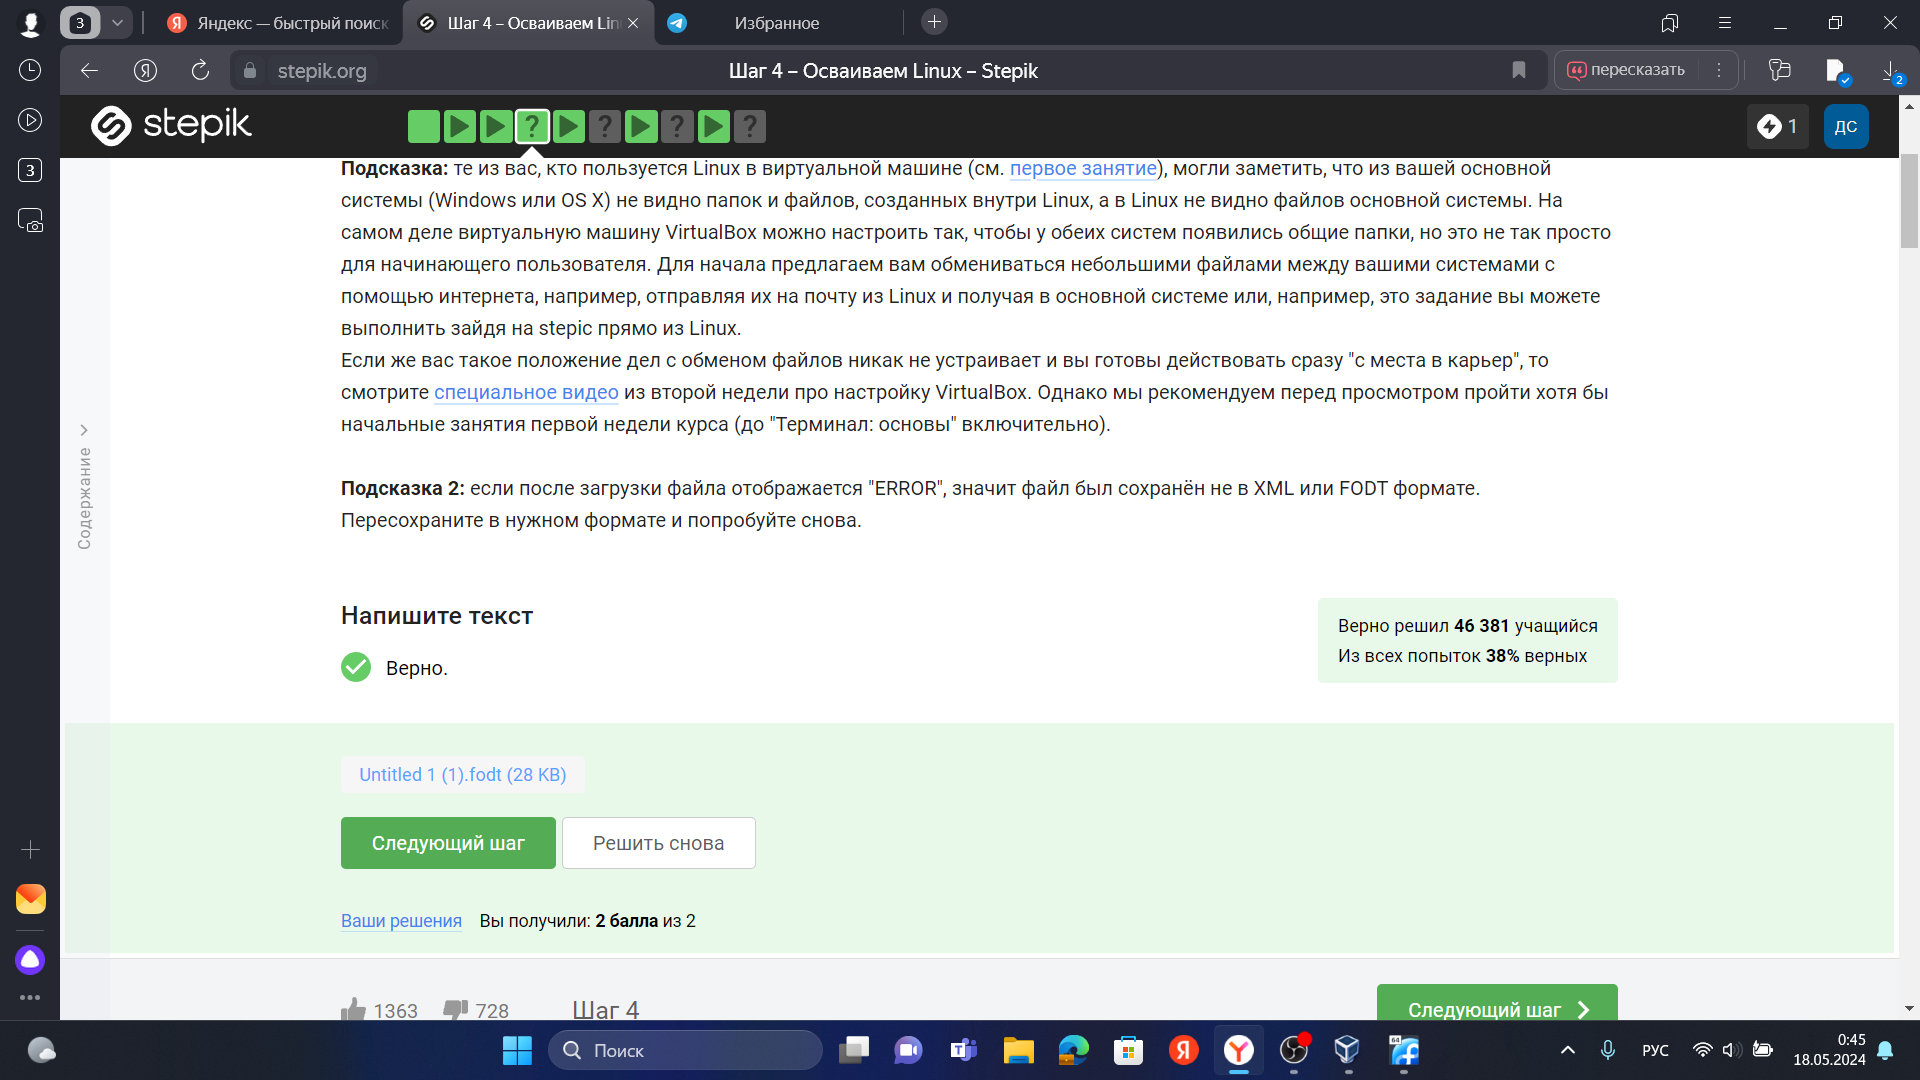 3
Яндекс — быстрый поиск
Шаг 4 – Осваиваем Lin
Избранное
stepik.org
Шаг 4 – Осваиваем Linux – Stepik
пересказать
2
3
stepik
1
ДС
Подсказка: те из вас, кто пользуется Linux в виртуальной машине (см. первое занятие), могли заметить, что из вашей основной
системы (Windows или OS X) не видно папок и файлов, созданных внутри Linux, а в Linux не видно файлов основной системы. На
самом деле виртуальную машину VirtualBox можно настроить так, чтобы у обеих систем появились общие папки, но это не так просто
для начинающего пользователя. Для начала предлагаем вам обмениваться небольшими файлами между вашими системами с
помощью интернета, например, отправляя их на почту из Linux и получая в основной системе или, например, это задание вы можете
выполнить зайдя на stepic прямо из Linux.
Если же вас такое положение дел с обменом файлов никак не устраивает и вы готовы действовать сразу "с места в карьер", то
смотрите специальное видео из второй недели про настройку VirtualBox. Однако мы рекомендуем перед просмотром пройти хотя бы
начальные занятия первой недели курса (до "Терминал: основы" включительно).
Содержание
Подсказка 2: если после загрузки файла отображается "ERROR", значит файл был сохранён не в XML или FODT формате.
Пересохраните в нужном формате и попробуйте снова.
Напишите текст
Верно.
Верно решил 46 381 учащийся
Из всех попыток 38% верных
Untitled 1 (1).fodt (28 KB)
Следующий шаг
Решить снова
Ваши решения
Вы получили: 2 балла из 2
1363
728
Шаг 4
Следующий шаг
Поиск
64
РУС
0:45
18.05.2024